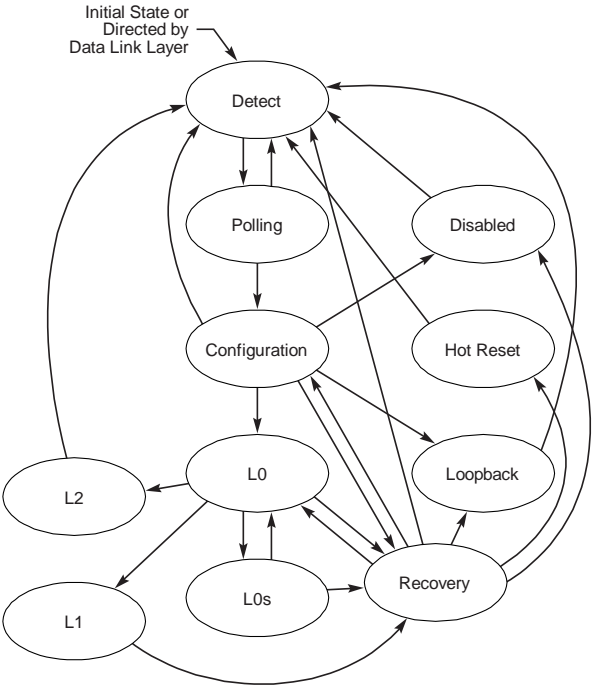 Initial State or
Directed by
Data Link Layer
Detect
Polling
Disabled
Configuration
Hot Reset
L0
Loopback
L2
L0s
Recovery
L1